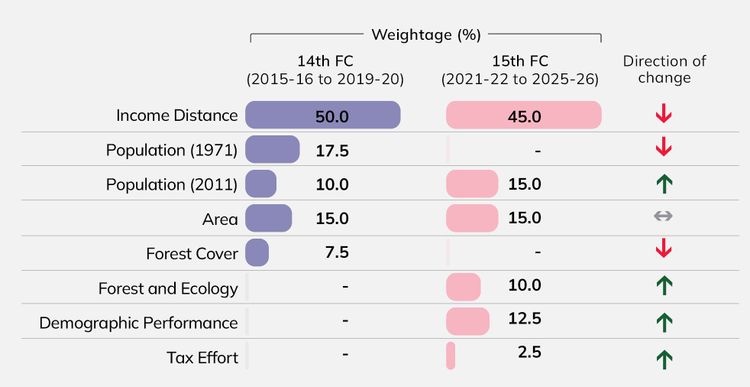 Weightage (%)
14th FC
(2015-16 to 2019-20)
15th FC
(2021-22 to 2025-26)
Direction of
change
Income Distance 50.0 45.0
Population (1971) 17.5 -
Population (2011) 10.0 15.0
Area 15.0 15.0
Forest Cover 7.5 -
Forest and Ecology - 10.0
Demographic Performance - 12.5
Tax Effort - 2.5